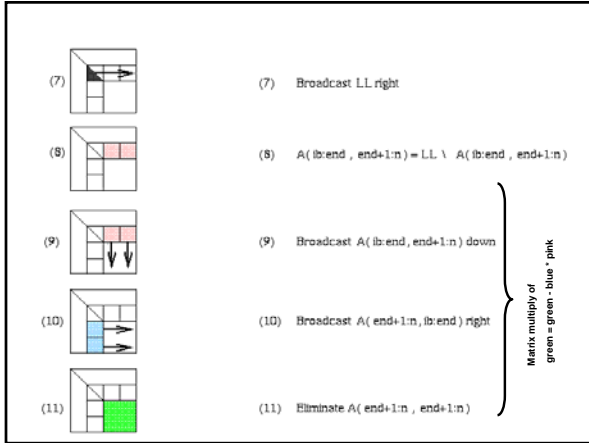 (7)
(7) Broadcast LL right
(8)
(8) A(ib:end , end+1:n) = LL \ A(ib:end , end+1:n)
(9)
(9) Broadcast A(ib:end, end+1:n) down
(10)
(10) Broadcast A(end+1:n,ib:end) right
(11)
(11) Eliminate A(end+1:n , end+1:n)
Matrix multiply of
green = green - blue * pink